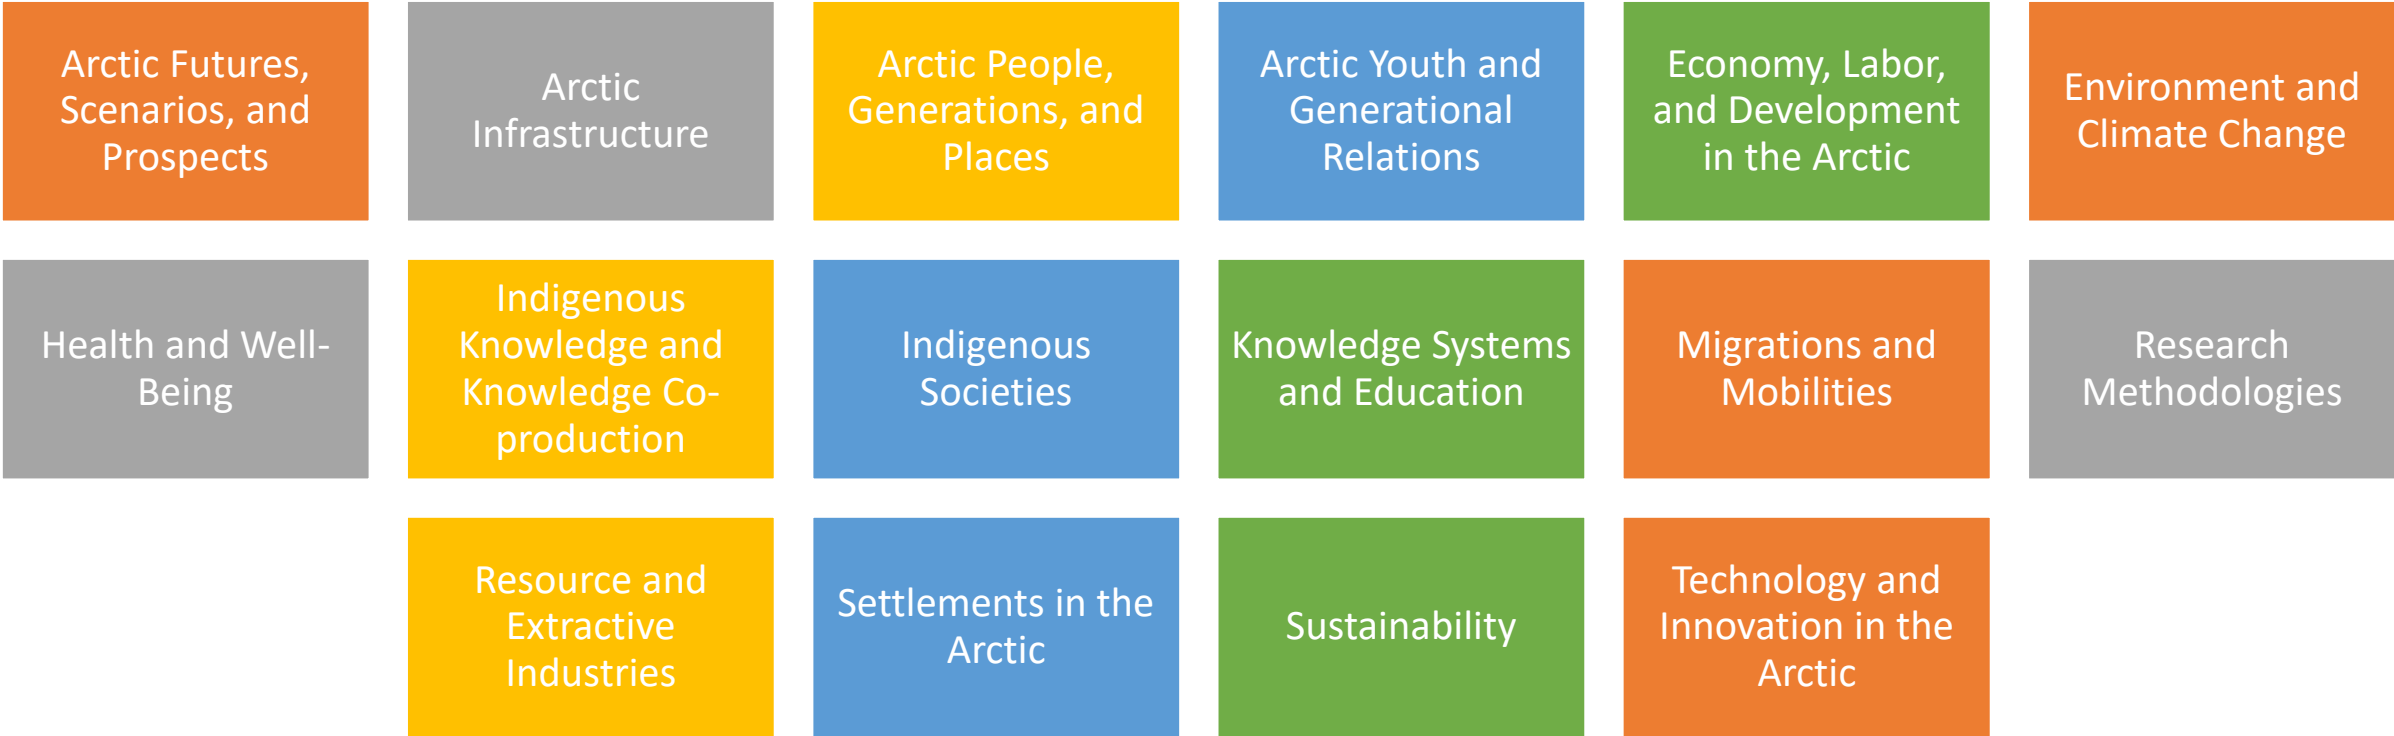 Arctic Futures,
Scenarios, and
Prospects
Arctic
Infrastructure
Arctic People,
Generations, and
Places
Arctic Youth and
Generational
Relations
Economy, Labor,
and Development
in the Arctic
Environment and
Climate Change
Health and Well-
Being
Indigenous
Knowledge and
Knowledge Co-
production
Indigenous
Societies
Knowledge Systems
and Education
Migrations and
Mobilities
Research
Methodologies
Resource and
Extractive
Industries
Settlements in the
Arctic
Sustainability
Technology and
Innovation in the
Arctic